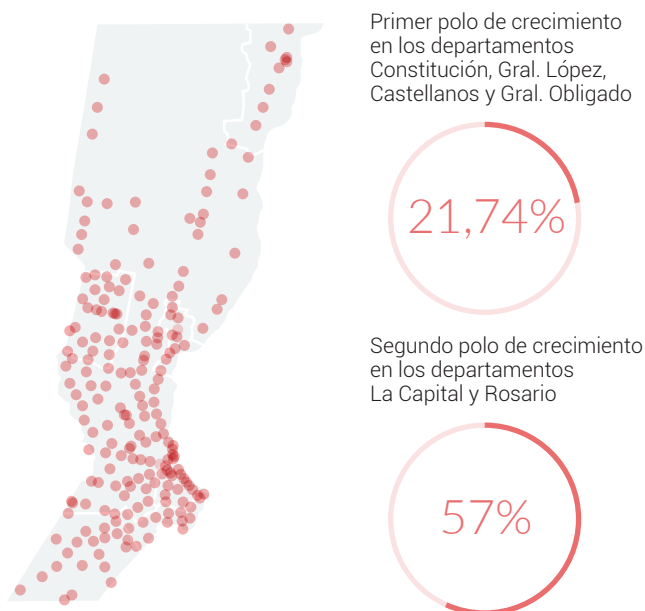 Primer polo de crecimiento
en los departamentos
Constitución, Gral. López,
Castellanos y Gral. Obligado
21,74%
Segundo polo de crecimiento
en los departamentos
La Capital y Rosario
57%